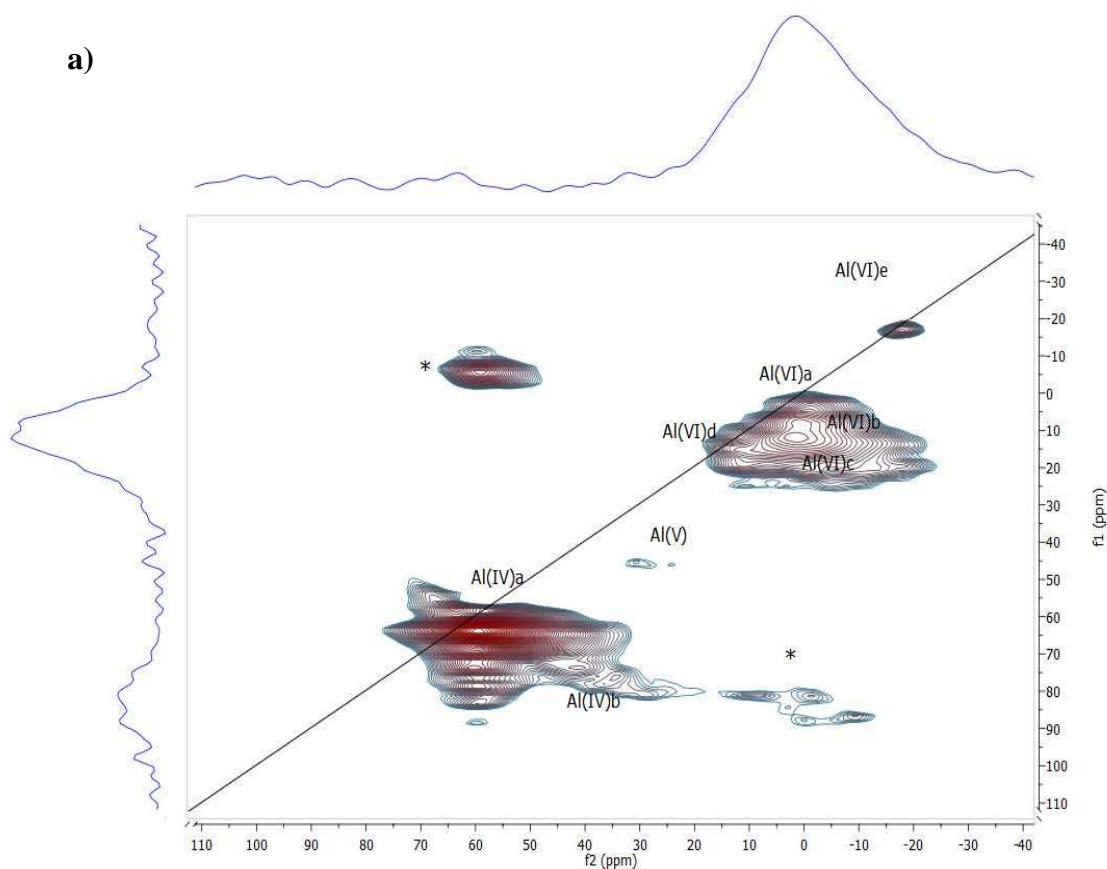 a)
Al(VI)e
*
Al(VI)a
Al(VI)b
Al(VI)d
Al(VI)c
Al(V)
Al(IV)a
*
Al(IV)b
-40
-30
-20
-10
0
10
20
30
40
50
60
70
80
90
100
110
f1 (ppm)
110 100 90 80 70 60 50 40 30 20 10 0 -10 -20 -30 -40
f2 (ppm)